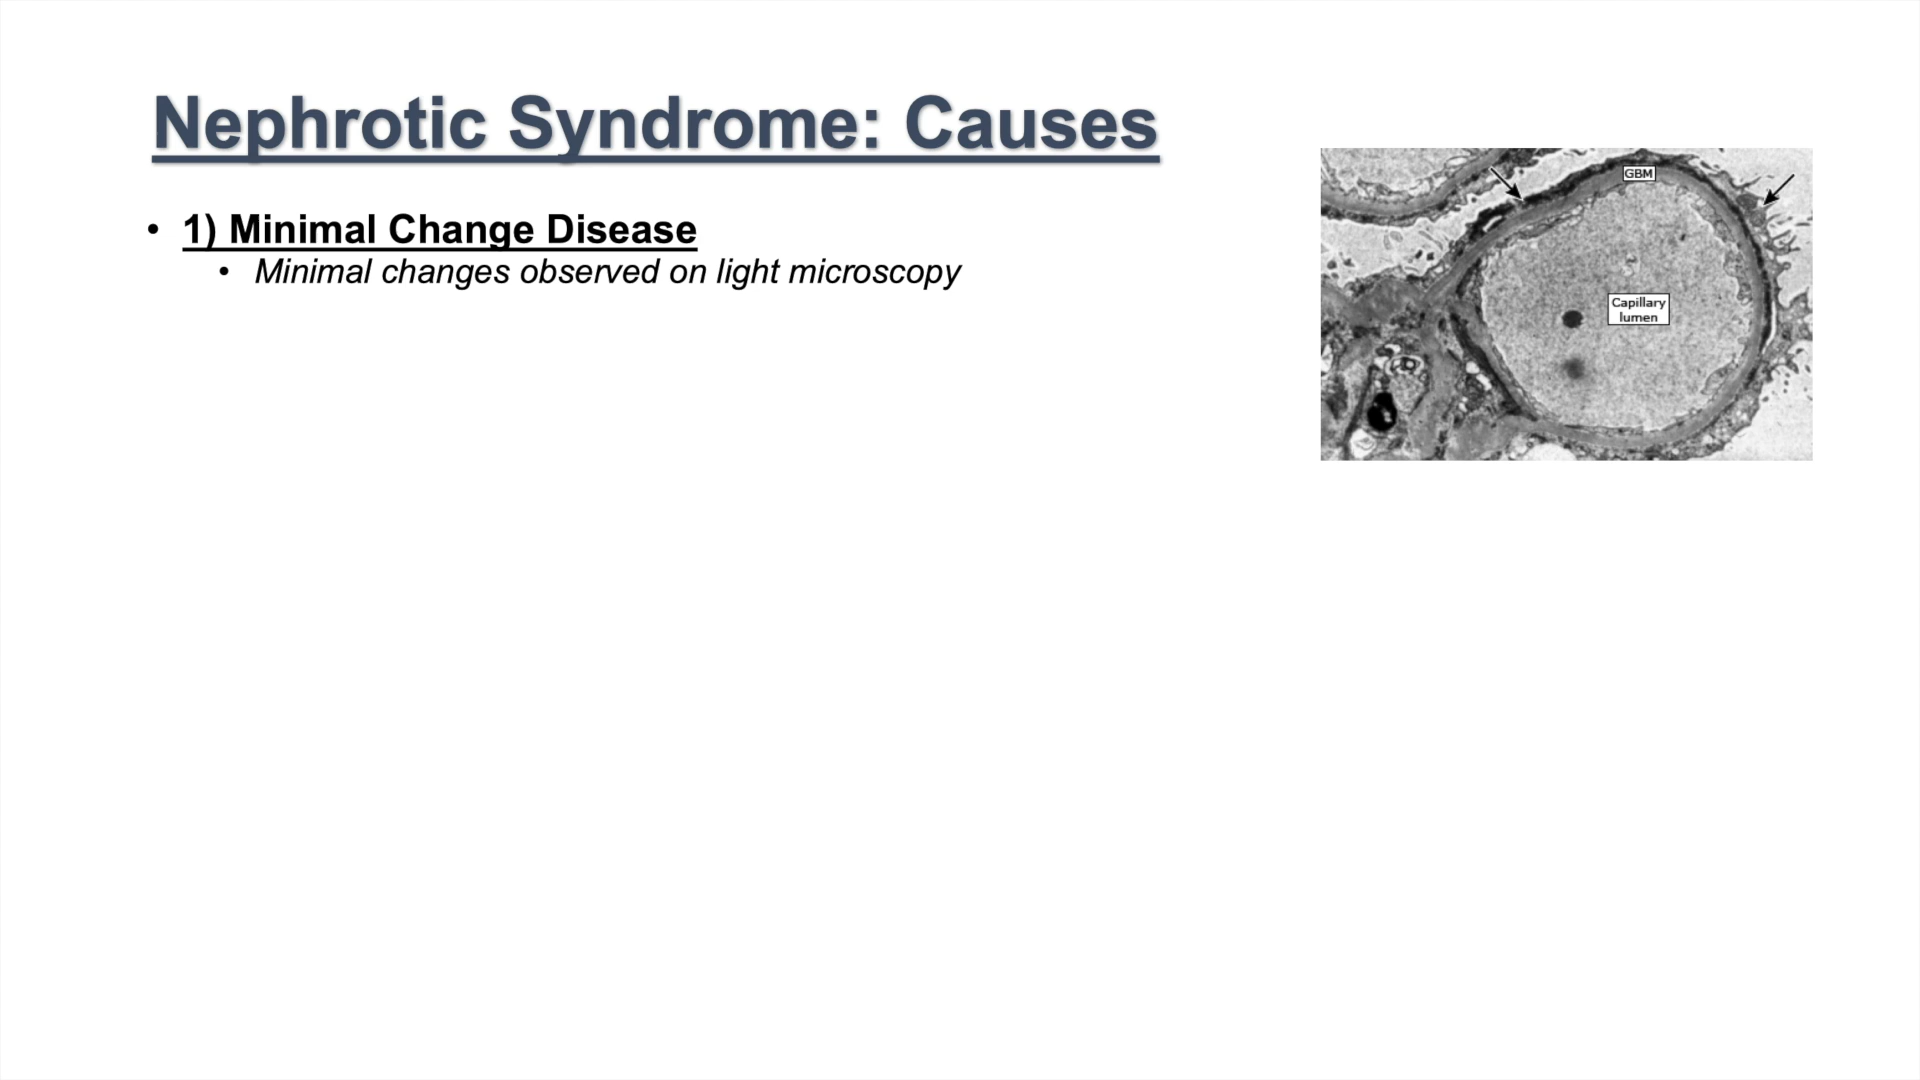 Nephrotic Syndrome: Causes
• 1) Minimal Change Disease
• Minimal changes observed on light microscopy
GBM
Capillary
lumen